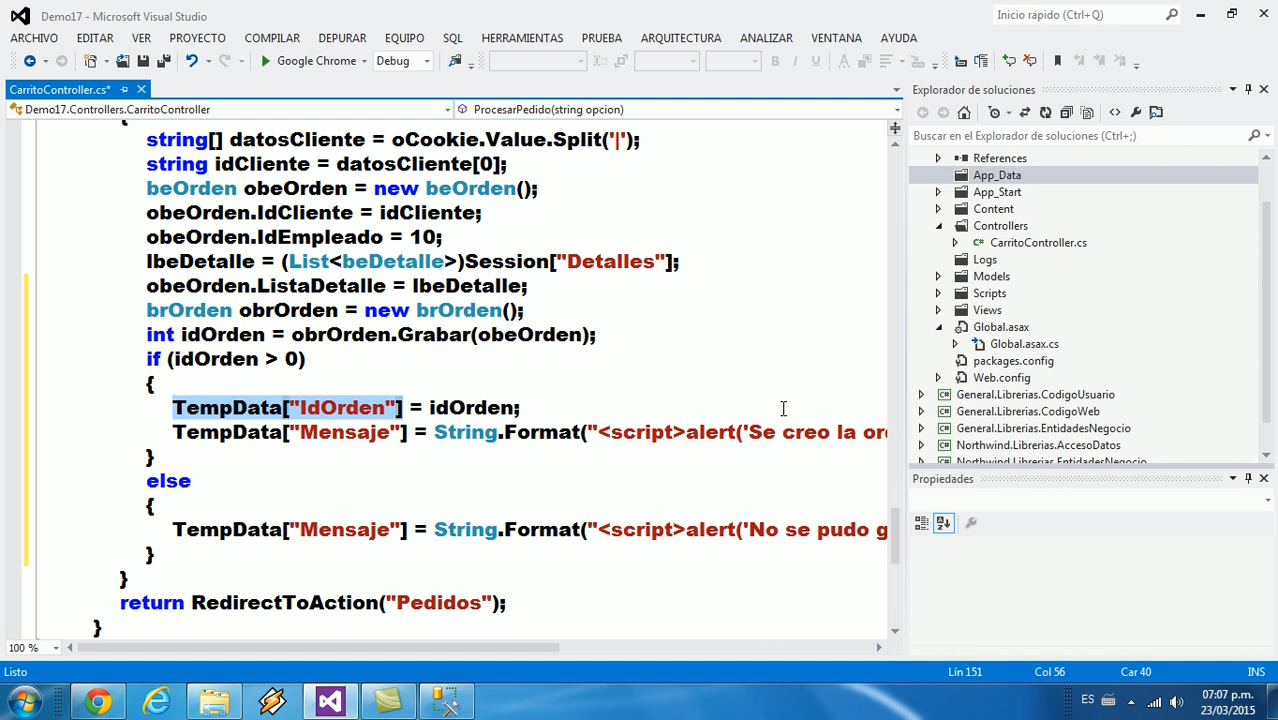 Demo17 - Microsoft Visual Studio
Inicio rápido (Ctrl+Q)
ARCHIVO EDITAR VER PROYECTO COMPILAR DEPURAR EQUIPO SQL HERRAMIENTAS PRUEBA ARQUITECTURA ANALIZAR VENTANA AYUDA
Google Chrome Debug
CarritoController.cs*
Demo17.Controllers.CarritoController ProcesarPedido(string opcion)
{
string[] datosCliente = oCookie.Value.Split('|');
string idCliente = datosCliente[0];
beOrden obeOrden = new beOrden();
obeOrden.IdCliente = idCliente;
obeOrden.IdEmpleado = 10;
lbeDetalle = (List<beDetalle>)Session["Detalles"];
obeOrden.ListaDetalle = lbeDetalle;
brOrden obrOrden = new brOrden();
int idOrden = obrOrden.Grabar(obeOrden);
if (idOrden > 0)
{
TempData["IdOrden"] = idOrden;
TempData["Mensaje"] = String.Format("<script>alert('Se creo la ord
}
else
{
TempData["Mensaje"] = String.Format("<script>alert('No se pudo g
}
}
return RedirectToAction("Pedidos");
}
100 %
Explorador de soluciones
Buscar en el Explorador de soluciones (Ctrl+;)
References
App_Data
App_Start
Content
Controllers
C# CarritoController.cs
Logs
Models
Scripts
Views
Global.asax
Global.asax.cs
packages.config
Web.config
C# General.Librerias.CodigoUsuario
C# General.Librerias.CodigoWeb
C# General.Librerias.EntidadesNegocio
C# Northwind.Librerias.AccesoDatos
C# Northwind.Librerias.EntidadesNegocio
Propiedades
Listo Lín 151 Col 56 Car 40 INS
ES 07:07 p.m.
23/03/2015